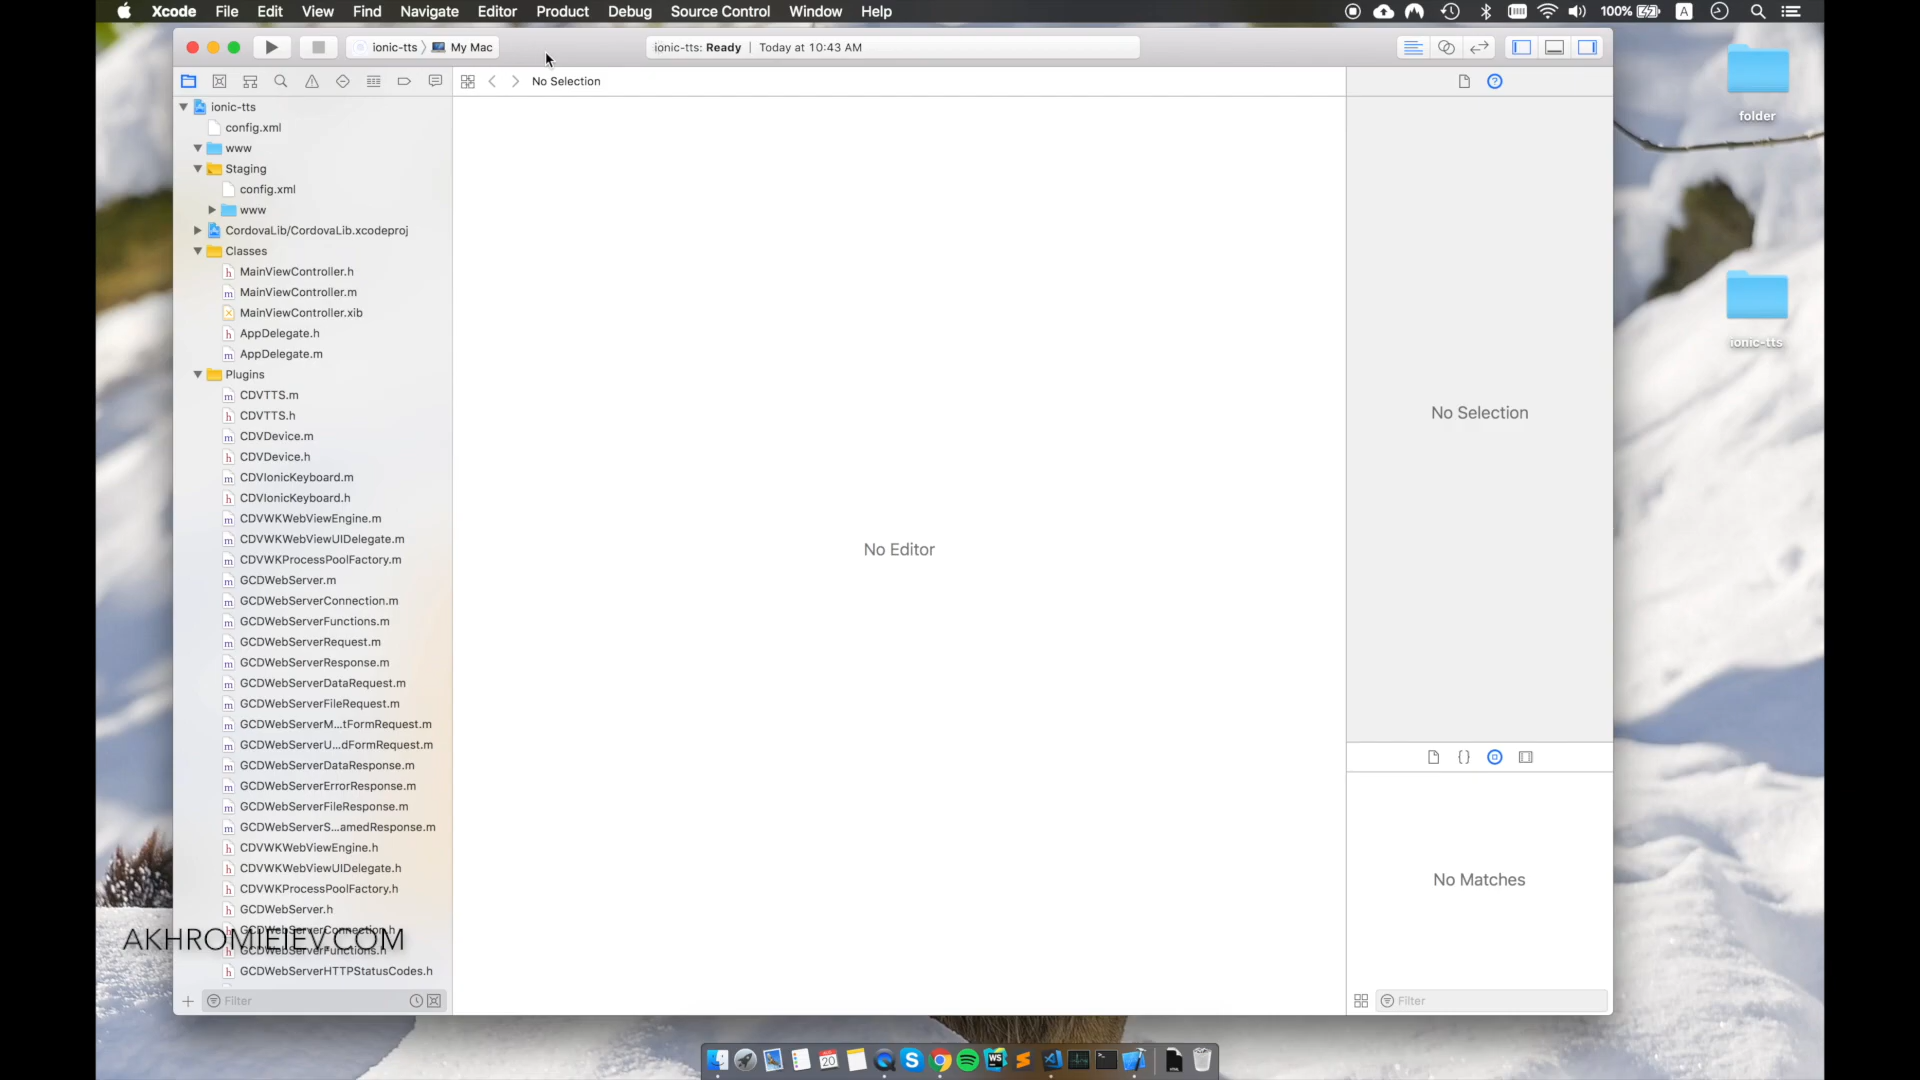 Xcode File Edit View Find Navigate Editor Product Debug Source Control Window Help 100% A
ionic-tts My Mac ionic-tts: Ready | Today at 10:43 AM
No Selection
ionic-tts
config.xml
www
Staging
config.xml
www
CordovaLib/CordovaLib.xcodeproj
Classes
MainViewController.h
MainViewController.m
MainViewController.xib
AppDelegate.h
AppDelegate.m
Plugins
CDVTTS.m
CDVTTS.h
CDVDevice.m
CDVDevice.h
CDVIonicKeyboard.m
CDVIonicKeyboard.h
CDVWKWebViewEngine.m
CDVWKWebViewUIDelegate.m
CDVWKProcessPoolFactory.m
GCDWebServer.m
GCDWebServerConnection.m
GCDWebServerFunctions.m
GCDWebServerRequest.m
GCDWebServerResponse.m
GCDWebServerDataRequest.m
GCDWebServerFileRequest.m
GCDWebServerM...tFormRequest.m
GCDWebServerU...dFormRequest.m
GCDWebServerDataResponse.m
GCDWebServerErrorResponse.m
GCDWebServerFileResponse.m
GCDWebServerS...amedResponse.m
CDVWKWebViewEngine.h
CDVWKWebViewUIDelegate.h
CDVWKProcessPoolFactory.h
GCDWebServer.h
GCDWebServerConnection.h
GCDWebServerFunctions.h
GCDWebServerHTTPStatusCodes.h
Filter
AKHROMIEIEV.COM
No Editor
No Selection
No Matches
Filter
folder
ionic-tts
20
WS